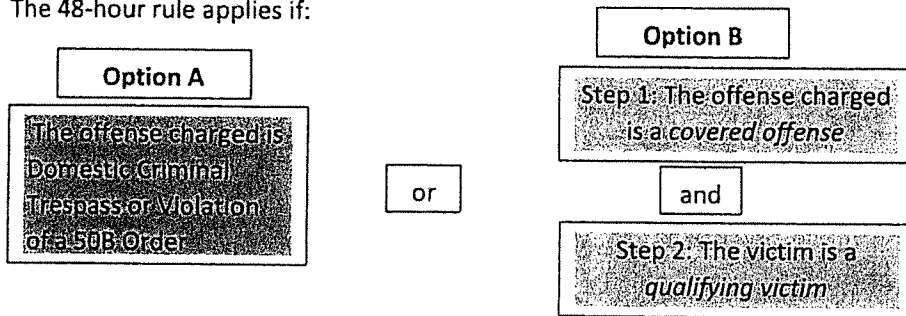 The 48-hour rule applies if:
Option A
The offense charged is
Domestic Criminal
Trespass or Violation
of a 50B Order
or
Option B
Step 1: The offense charged
is a covered offense
and
Step 2: The victim is a
qualifying victim